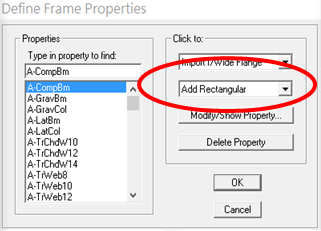 Define Frame Properties
Properties
Type in property to find:
A-CompBm
A-CompBm
A-GravBm
A-GravCol
A-LatBm
A-LatCol
A-TrChdW10
A-TrChdW12
A-TrChdW14
A-TrWeb8
A-TrWeb10
A-TrWeb12
Click to:
Import I/Wide Flange
Add Rectangular
Modify/Show Property...
Delete Property
OK
Cancel